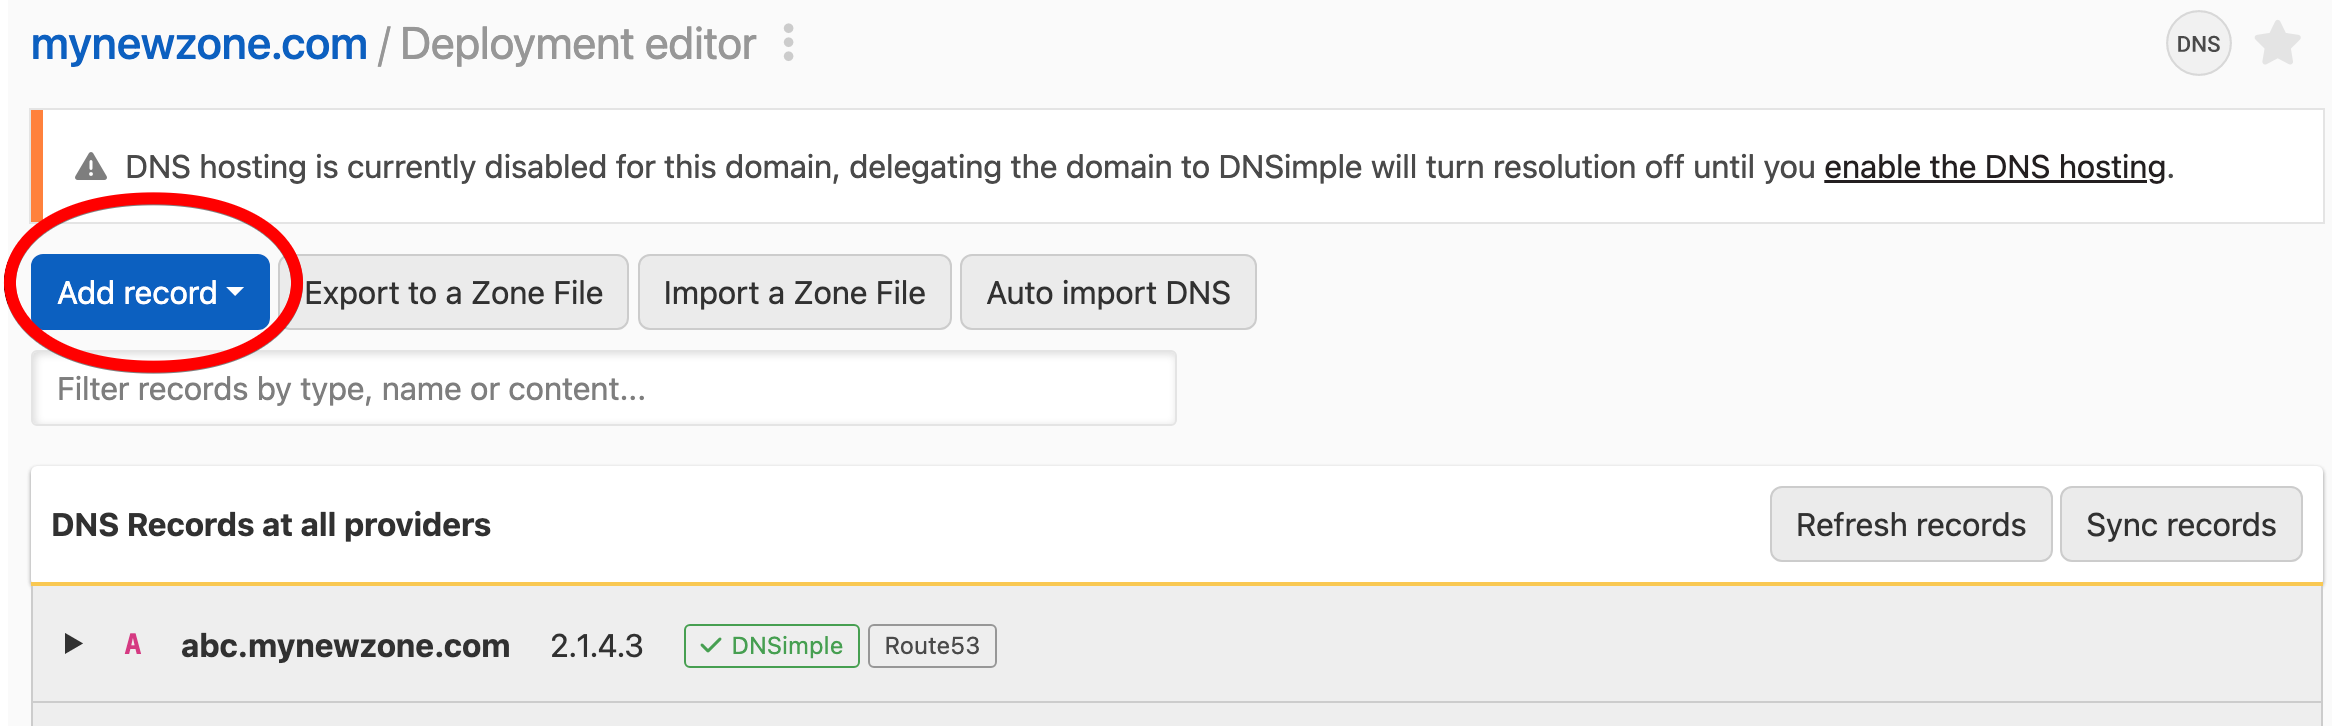 mynewzone.com / Deployment editor
DNS
DNS hosting is currently disabled for this domain, delegating the domain to DNSimple will turn resolution off until you enable the DNS hosting.
Add record Export to a Zone File Import a Zone File Auto import DNS
Filter records by type, name or content...
DNS Records at all providers Refresh records Sync records
A abc.mynewzone.com 2.1.4.3 DNSimple Route53